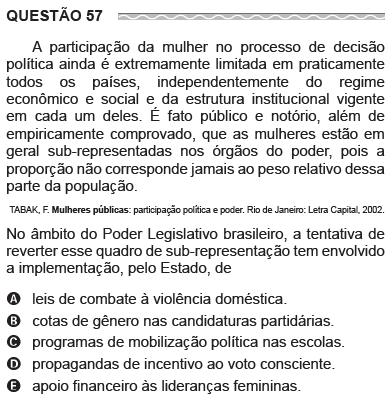 QUESTÃO 57
A participação da mulher no processo de decisão
política ainda é extremamente limitada em praticamente
todos os países, independentemente do regime
econômico e social e da estrutura institucional vigente
em cada um deles. É fato público e notório, além de
empiricamente comprovado, que as mulheres estão em
geral sub-representadas nos órgãos do poder, pois a
proporção não corresponde jamais ao peso relativo dessa
parte da população.
TABAK, F. Mulheres públicas: participação política e poder. Rio de Janeiro: Letra Capital, 2002.
No âmbito do Poder Legislativo brasileiro, a tentativa de
reverter esse quadro de sub-representação tem envolvido
a implementação, pelo Estado, de
A leis de combate à violência doméstica.
B cotas de gênero nas candidaturas partidárias.
C programas de mobilização política nas escolas.
D propagandas de incentivo ao voto consciente.
E apoio financeiro às lideranças femininas.